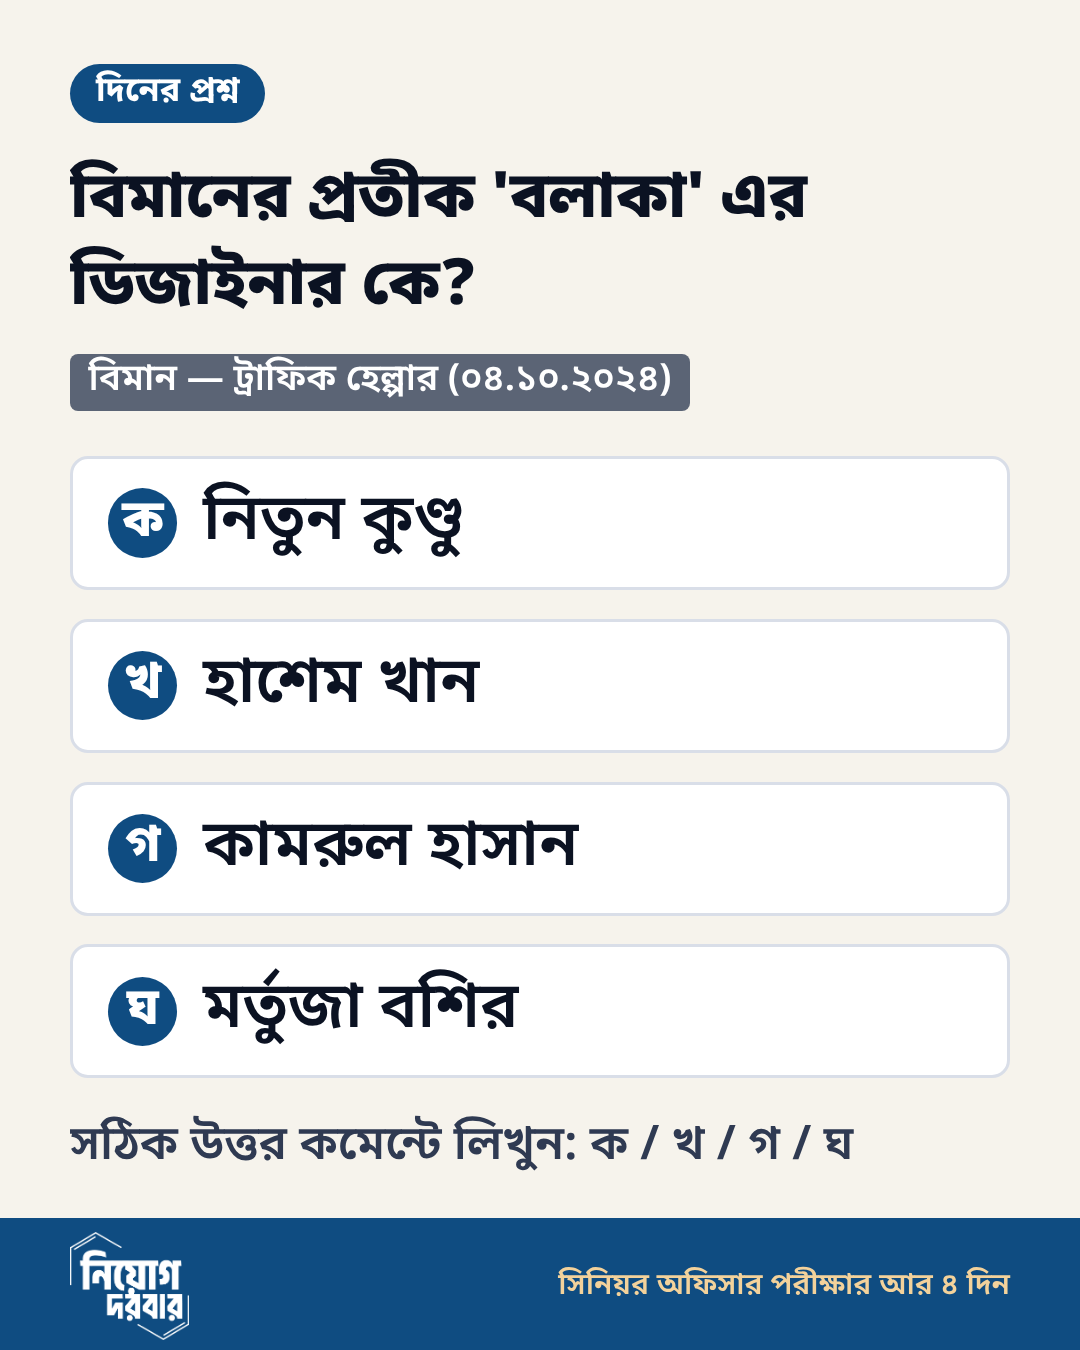 দিনের প্রশ্ন
বিমানের প্রতীক 'বলাকা' এর
ডিজাইনার কে?
বিমান — ট্রাফিক হেল্পার (০৪.১০.২০২৪)
ক নিতুন কুণ্ডু
খ হাশেম খান
গ কামরুল হাসান
ঘ মর্তুজা বশির
সঠিক উত্তর কমেন্টে লিখুন: ক / খ / গ / ঘ
নিয়োগ
দরবার
সিনিয়র অফিসার পরীক্ষার আর ৪ দিন